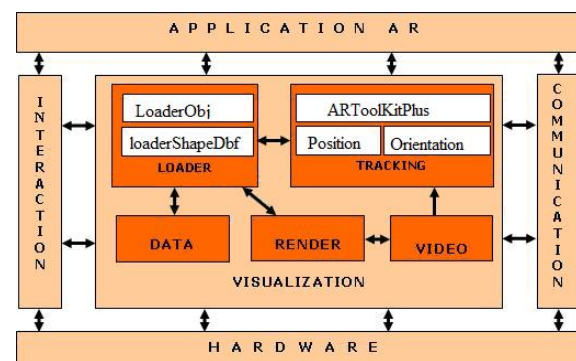 APPLICATION AR
INTERACTION
COMMUNICATION
LoaderObj
loaderShapeDbf
LOADER
ARToolKitPlus
Position
Orientation
TRACKING
DATA
RENDER
VIDEO
VISUALIZATION
HARDWARE